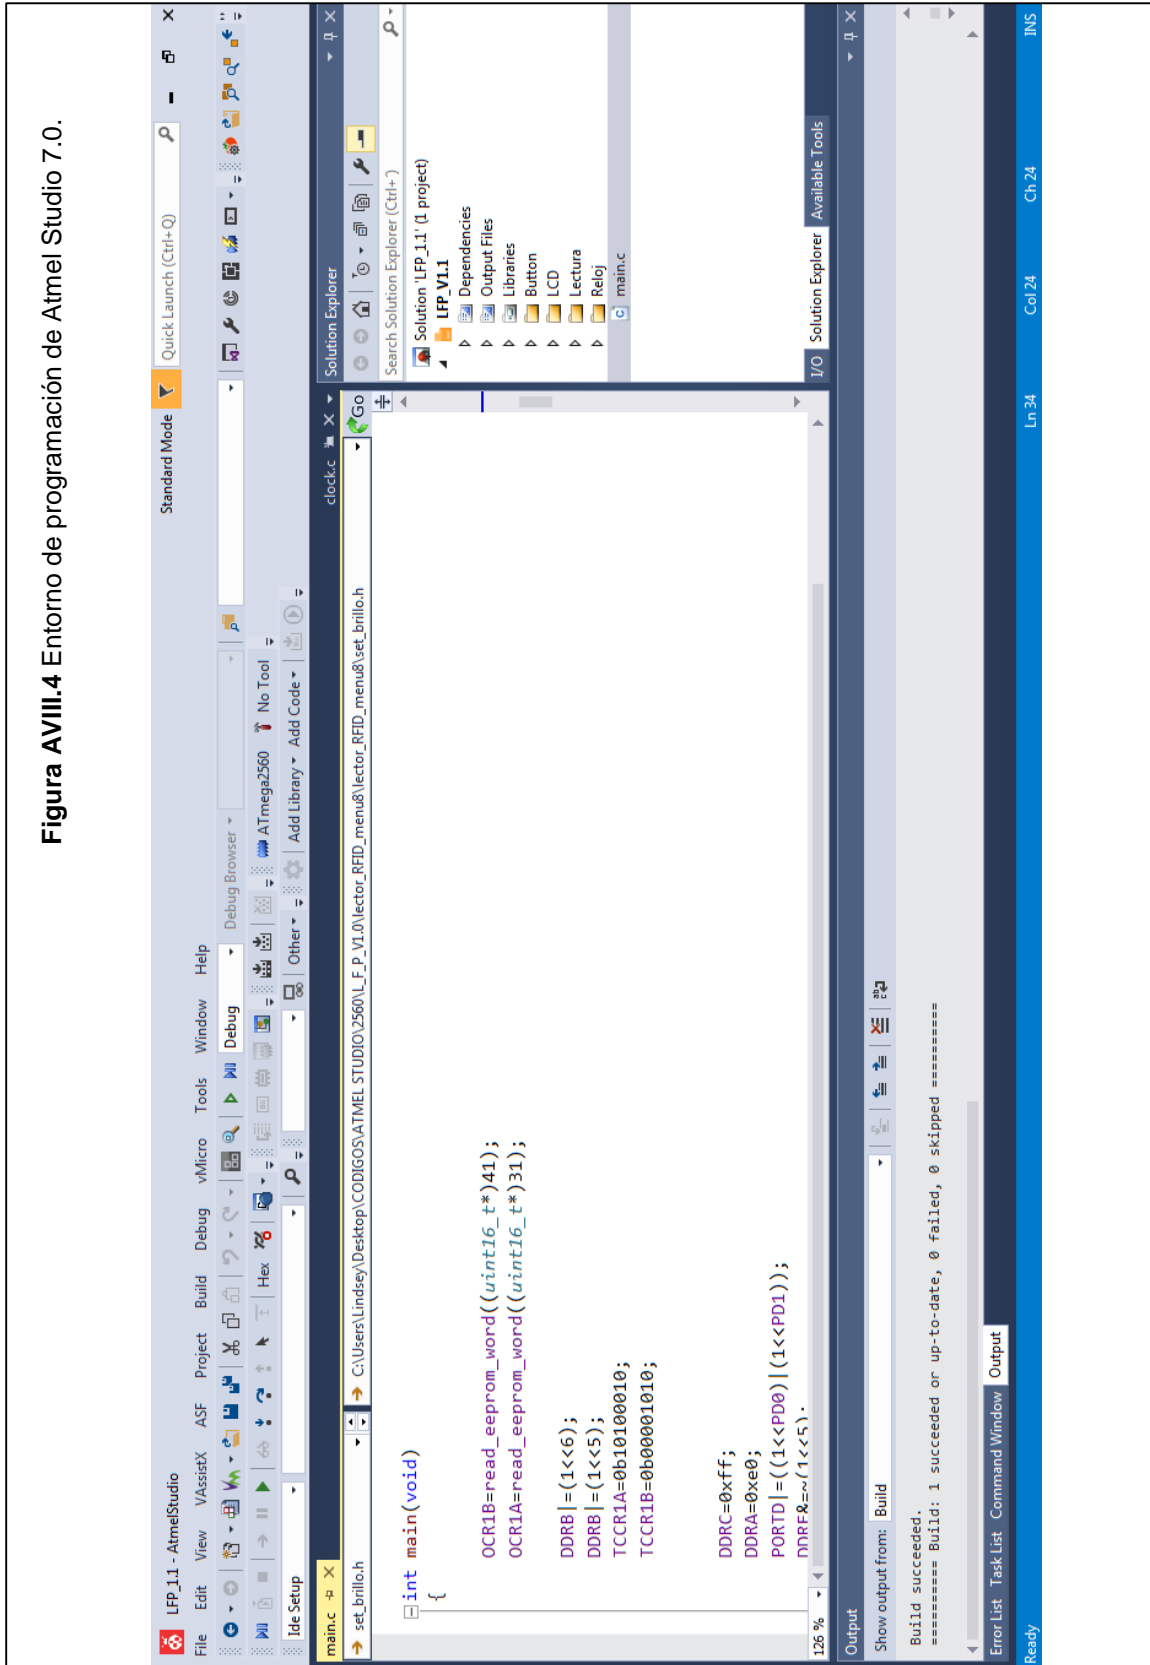 Figura AVIII.4 Entorno de programación de Atmel Studio 7.0.
LFP_1.1 - AtmelStudio
Standard Mode
Quick Launch (Ctrl+Q)
File Edit View VAssistX ASF Project Build Debug vMicro Tools Window Help
Debug
Debug Browser
Hex
ATmega2560
No Tool
Ide Setup
Other
Add Library
Add Code
main.c
clock.c
set_brillo.h
C:\Users\Lindsey\Desktop\CODIGOS\ATMEL STUDIO\2560\L_F_P_V1.0\lector_RFID_menu8\lector_RFID_menu8\set_brillo.h
Go
int main(void)
{
OCR1B=read_eeprom_word((uint16_t*)41);
OCR1A=read_eeprom_word((uint16_t*)31);
DDRB|=(1<<6);
DDRB|=(1<<5);
TCCR1A=0b10100010;
TCCR1B=0b00001010;
DDRC=0xff;
DDRA=0xe0;
PORTD|=((1<<PD0)|(1<<PD1));
DDRE&=~(1<<5);
126 %
Solution Explorer
Search Solution Explorer (Ctrl+´)
Solution 'LFP_1.1' (1 project)
LFP_V1.1
Dependencies
Output Files
Libraries
Button
LCD
Lectura
Reloj
main.c
I/O Solution Explorer Available Tools
Output
Show output from: Build
Build succeeded.
========== Build: 1 succeeded or up-to-date, 0 failed, 0 skipped ==========
Error List Task List Command Window Output
Ready
Ln 34
Col 24
Ch 24
INS